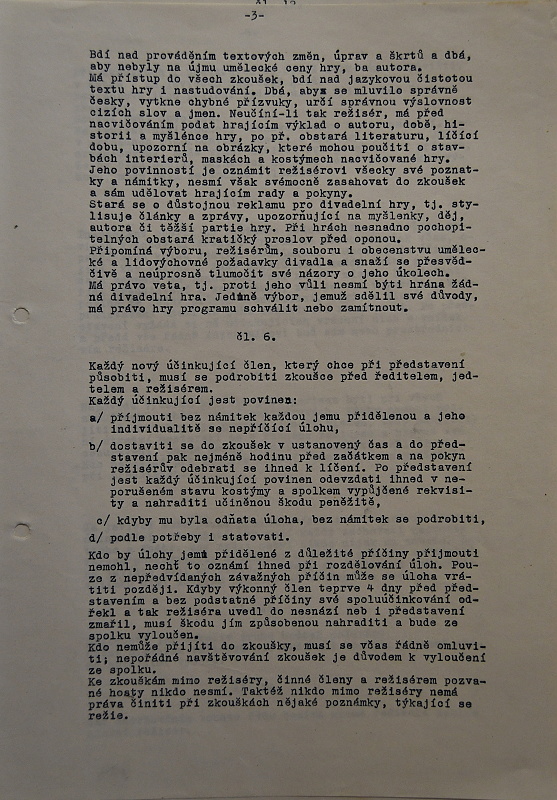 -3-
Bdí nad prováděním textových změn, úprav a škrtů a dbá,
aby nebyly na újmu umělecké ceny hry, ba autora.
Má přístup do všech zkoušek, bdí nad jazykovou čistotou
textu hry i nastudování. Dbá, abys se mluvilo správně
česky, vytkne chybné přízvuky, určí správnou výslovnost
cizích slov a jmen. Neučiní-li tak režisér, má před
nacvičováním podat hrajícím výklad o autoru, době, hi-
storii a myšlénce hry, po př. obstará literaturu, líčící
dobu, upozorní na obrázky, které mohou poučiti o stav-
bách interierů, maskách a kostýmech nacvičované hry.
Jeho povinností je oznámit režisérovi všecky své poznat-
ky a námitky, nesmí však svémocně zasahovat do zkoušek
a sám udělovat hrajícím rady a pokyny.
Stará se o důstojnou reklamu pro divadelní hry, tj. sty-
lisuje články a zprávy, upozorňující na myšlenky, děj,
autora či těžší partie hry. Při hrách nesnadno pochopi-
telných obstará kratičký proslov před oponou.
Připomíná výboru, režisérům, souboru i obecenstvu umělec-
ké a lidovýchovné požadavky divadla a snaží se přesvěd-
čivě a neúprosně tlumočit své názory o jeho úkolech.
Má právo veta, tj. proti jeho vůli nesmí býti hrána žád-
ná divadelní hra. Jedině výbor, jemuž sdělil své důvody,
má právo hry programu schválit nebo zamítnout.
čl. 6.
Každý nový účinkující člen, který chce při představení
působiti, musí se podrobiti zkoušce před ředitelem, jed-
telem a režisérem.
Každý účinkující jest povinen:
a/ příjmouti bez námitek každou jemu přidělenou a jeho
individualitě se nepříčící úlohu,
b/ dostaviti se do zkoušek v ustanovený čas a do před-
stavení pak nejméně hodinu před začátkem a na pokyn
režisérův odebrati se ihned k líčení. Po představení
jest každý účinkující povinen odevzdati ihned v ne-
porušeném stavu kostýmy a spolkem vypůjčené rekvisi-
ty a nahraditi učiněnou škodu peněžitě,
c/ kdyby mu byla odňata úloha, bez námitek se podrobiti,
d/ podle potřeby i statovati.
Kdo by úlohy jemu přidělené z důležité příčiny přijmouti
nemohl, nechť to oznámí ihned při rozdělování úloh. Pou-
ze z nepředvídaných závažných příčin může se úloha vrá-
titi později. Kdyby výkonný člen teprve 4 dny před před-
stavením a bez podstatné příčiny své spoluúčinkování od-
řekl a tak režiséra uvedl do nesnází neb i představení
zmařil, musí škodu jím způsobenou nahraditi a bude ze
spolku vyloučen.
Kdo nemůže přijíti do zkoušky, musí se včas řádně omluvi-
ti; nepořádné navštěvování zkoušek je důvodem k vyloučení
ze spolku.
Ke zkouškám mimo režiséry, činné členy a režisérem pozva-
né hosty nikdo nesmí. Taktéž nikdo mimo režiséry nemá
práva činiti při zkouškách nějaké poznámky, týkající se
režie.